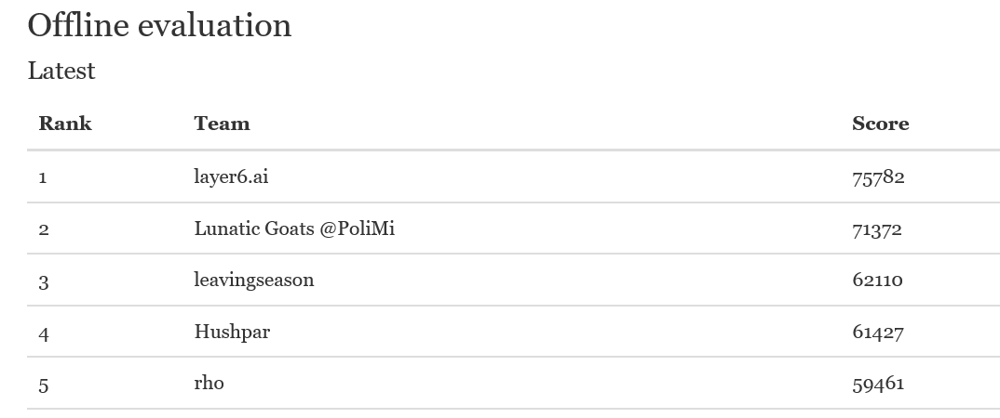 Offline evaluation
Latest
Rank Team Score
1 layer6.ai 75782
2 Lunatic Goats @PoliMi 71372
3 leavingseason 62110
4 Hushpar 61427
5 rho 59461